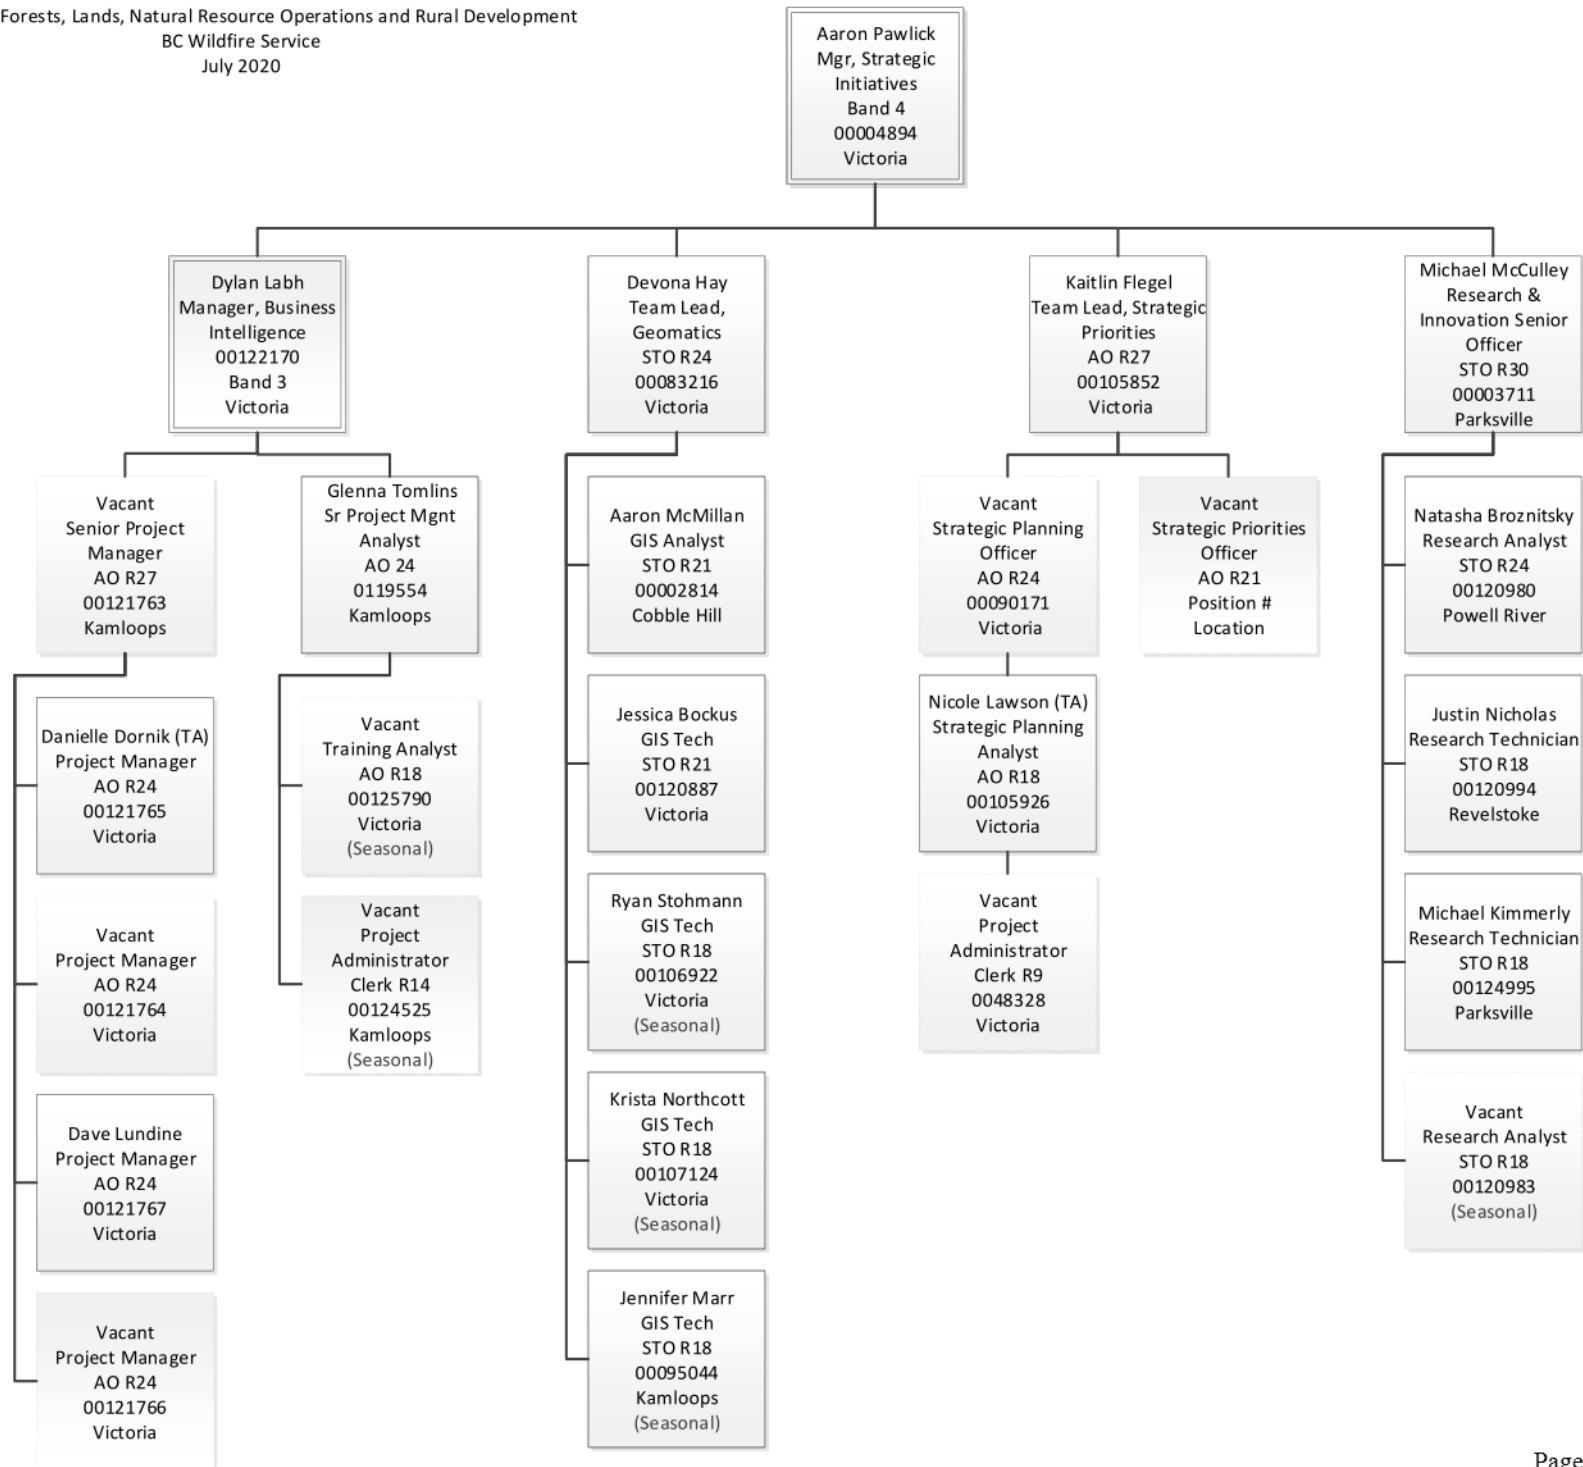 Forests, Lands, Natural Resource Operations and Rural Development
BC Wildfire Service
July 2020
Aaron Pawlick
Mgr, Strategic
Initiatives
Band 4
00004894
Victoria
Dylan Labh
Manager, Business
Intelligence
00122170
Band 3
Victoria
Devona Hay
Team Lead,
Geomatics
STO R24
00083216
Victoria
Kaitlin Flegel
Team Lead, Strategic
Priorities
AO R27
00105852
Victoria
Michael McCulley
Research &
Innovation Senior
Officer
STO R30
00003711
Parksville
Vacant
Senior Project
Manager
AO R27
00121763
Kamloops
Glenna Tomlins
Sr Project Mgnt
Analyst
AO 24
0119554
Kamloops
Aaron McMillan
GIS Analyst
STO R21
00002814
Cobble Hill
Vacant
Strategic Planning
Officer
AO R24
00090171
Victoria
Vacant
Strategic Priorities
Officer
AO R21
Position #
Location
Natasha Broznitsky
Research Analyst
STO R24
00120980
Powell River
Danielle Dornik (TA)
Project Manager
AO R24
00121765
Victoria
Vacant
Training Analyst
AO R18
00125790
Victoria
(Seasonal)
Jessica Bockus
GIS Tech
STO R21
00120887
Victoria
Nicole Lawson (TA)
Strategic Planning
Analyst
AO R18
00105926
Victoria
Justin Nicholas
Research Technician
STO R18
00120994
Revelstoke
Vacant
Project Manager
AO R24
00121764
Victoria
Vacant
Project
Administrator
Clerk R14
00124525
Kamloops
(Seasonal)
Ryan Stohmann
GIS Tech
STO R18
00106922
Victoria
(Seasonal)
Vacant
Project
Administrator
Clerk R9
0048328
Victoria
Michael Kimmerly
Research Technician
STO R18
00124995
Parksville
Dave Lundine
Project Manager
AO R24
00121767
Victoria
Krista Northcott
GIS Tech
STO R18
00107124
Victoria
(Seasonal)
Vacant
Research Analyst
STO R18
00120983
(Seasonal)
Vacant
Project Manager
AO R24
00121766
Victoria
Jennifer Marr
GIS Tech
STO R18
00095044
Kamloops
(Seasonal)
Page